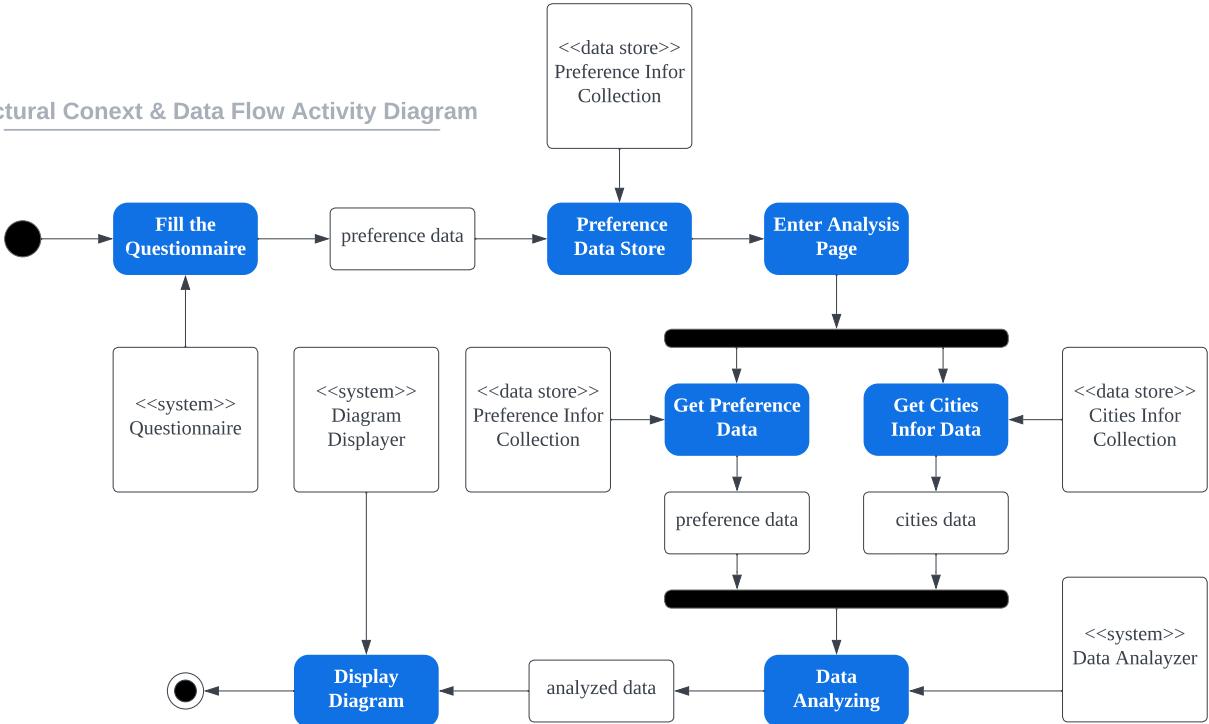 <<data store>>
Preference Infor
Collection
ctural Conext & Data Flow Activity Diagram
Fill the
Questionnaire
preference data
Preference
Data Store
Enter Analysis
Page
<<system>>
Questionnaire
<<system>>
Diagram
Displayer
<<data store>>
Preference Infor
Collection
Get Preference
Data
Get Cities
Infor Data
<<data store>>
Cities Infor
Collection
preference data
cities data
<<system>>
Data Analayzer
Display
Diagram
analyzed data
Data
Analyzing